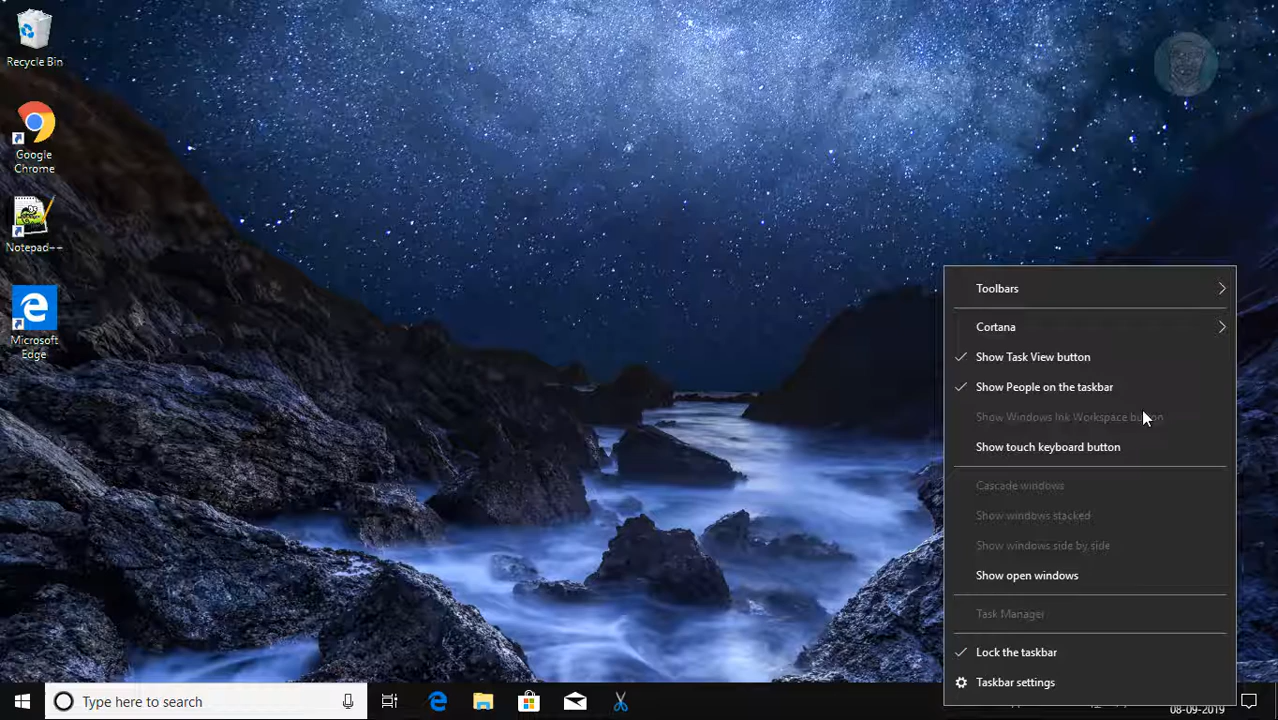 Recycle Bin
Google
Chrome
Notepad++
Microsoft
Edge
Toolbars
Cortana
Show Task View button
Show People on the taskbar
Show Windows Ink Workspace button
Show touch keyboard button
Cascade windows
Show windows stacked
Show windows side by side
Show open windows
Task Manager
Lock the taskbar
Taskbar settings
Type here to search
08-09-2019